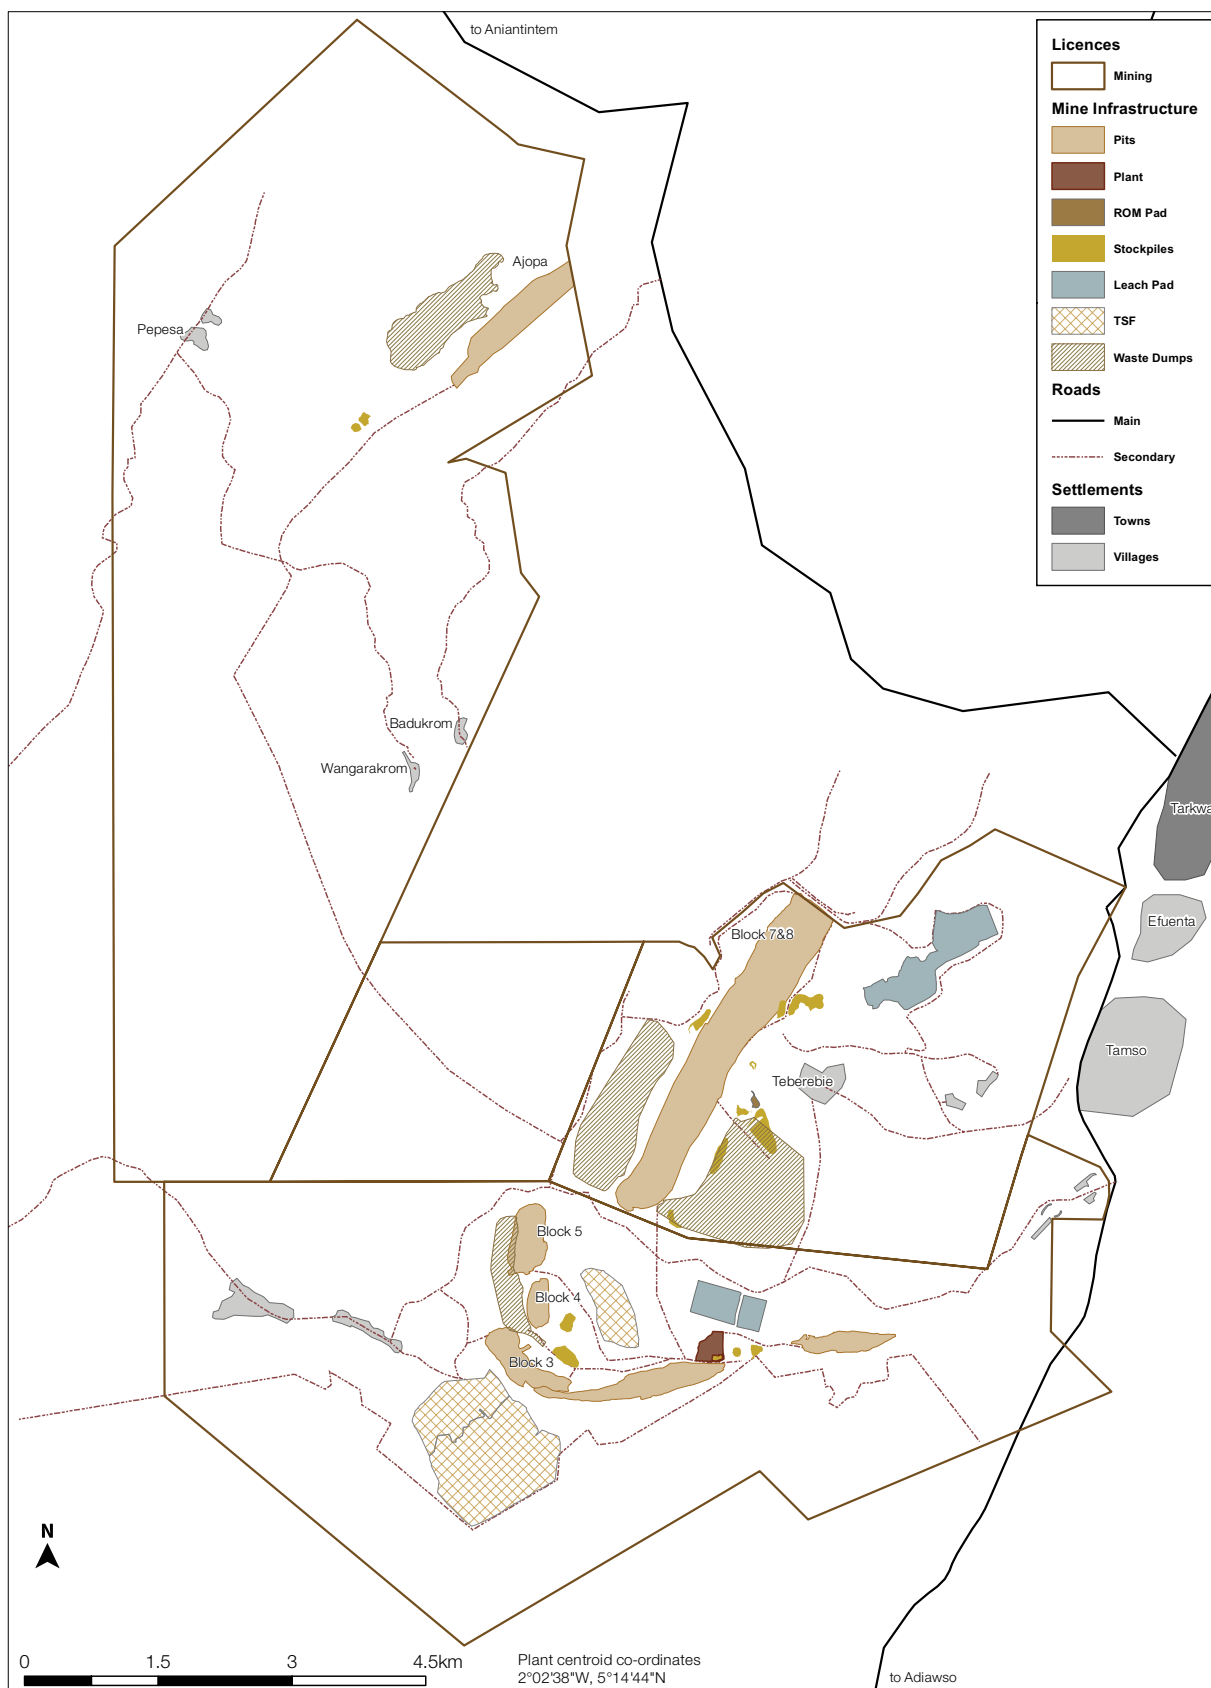 to Aniantintem
Licences
Mining
Mine Infrastructure
Pits
Plant
ROM Pad
Stockpiles
Leach Pad
TSF
Waste Dumps
Roads
Main
Secondary
Settlements
Towns
Villages
Ajopa
Pepesa
Badukrom
Wangarakrom
Tarkwa
Efuenta
Block 7&8
Tamso
Teberebie
Block 5
Block 4
Block 3
N
0 1.5 3 4.5km
Plant centroid co-ordinates
2°02'38"W, 5°14'44"N
to Adiawso